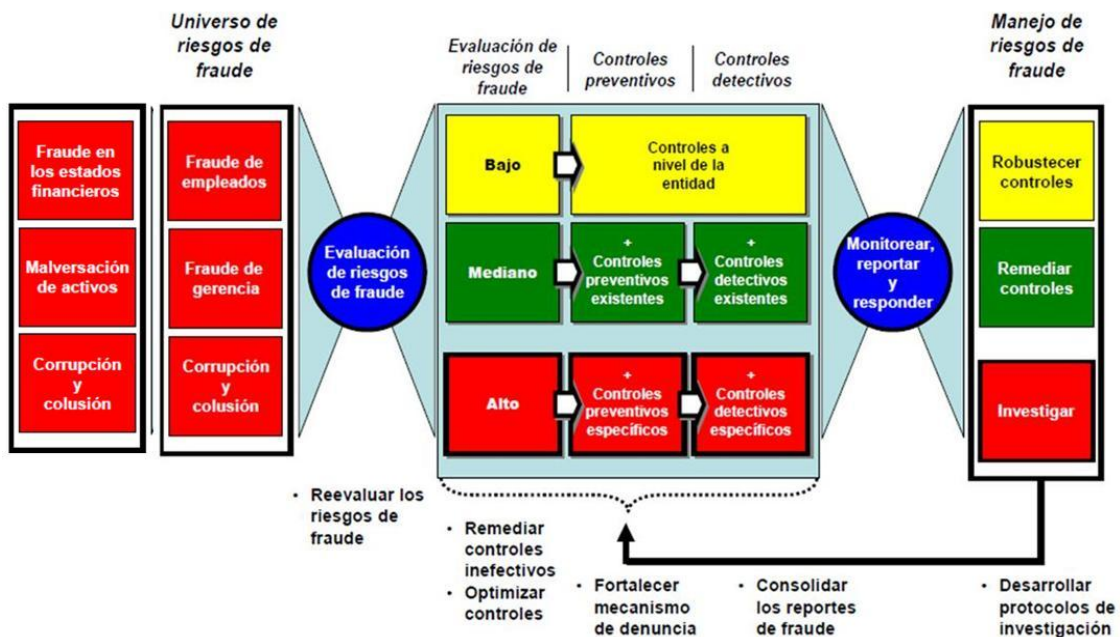 Universo de
riesgos de
fraude
Evaluación de
riesgos de
fraude
Controles
preventivos
Controles
detectivos
Manejo de
riesgos de
fraude
Fraude en
los estados
financieros
Malversación
de activos
Corrupción
y
colusión
Fraude de
empleados
Fraude de
gerencia
Corrupción
y
colusión
Evaluación
de riesgos
de fraude
Bajo
Controles a
nivel de la
entidad
Mediano
+
Controles
preventivos
existentes
+
Controles
detectivos
existentes
Alto
+
Controles
preventivos
específicos
+
Controles
detectivos
específicos
Monitorear,
reportar
y
responder
Robustecer
controles
Remediar
controles
Investigar
• Reevaluar los
riesgos de
fraude
• Remediar
controles
inefectivos
• Optimizar
controles
• Fortalecer
mecanismo
de denuncia
• Consolidar
los reportes
de fraude
• Desarrollar
protocolos de
investigación